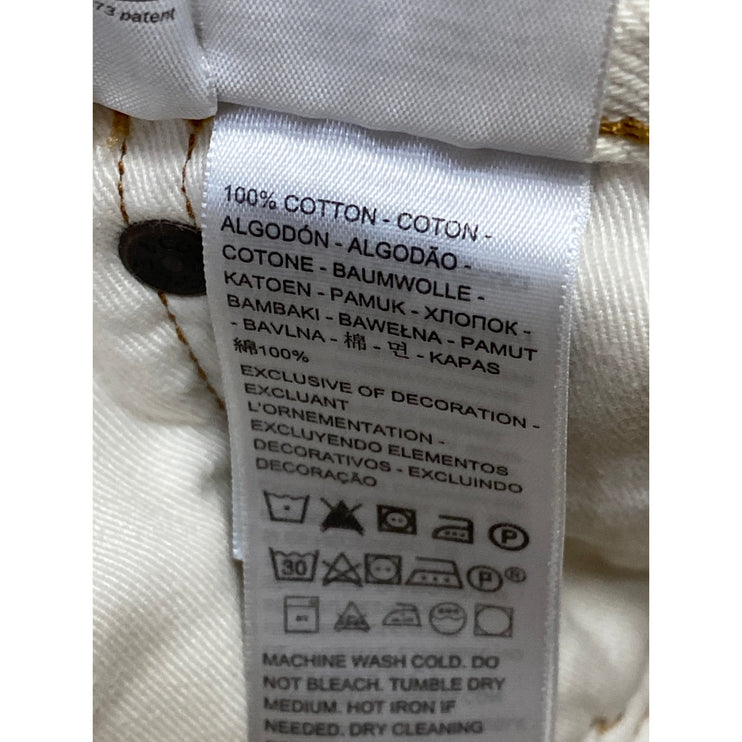 73 patent
100% COTTON - COTON -
ALGODÓN - ALGODÃO -
COTONE - BAUMWOLLE -
KATOEN - PAMUK - ХЛОПОК -
BAMBAKI - BAWEŁNA - PAMUT
- BAVLNA - 棉 - 면 - KAPAS
綿100%
EXCLUSIVE OF DECORATION -
EXCLUANT
L'ORNEMENTATION -
EXCLUYENDO ELEMENTOS
DECORATIVOS - EXCLUINDO
DECORAÇÃO
P
30 P ®
MACHINE WASH COLD. DO
NOT BLEACH. TUMBLE DRY
MEDIUM. HOT IRON IF
NEEDED. DRY CLEANING